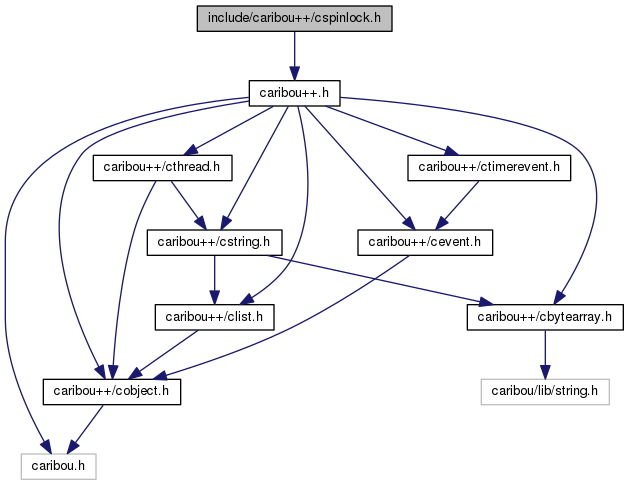 include/caribou++/cspinlock.h
caribou++.h
caribou++/cthread.h
caribou++/ctimerevent.h
caribou++/cstring.h
caribou++/cevent.h
caribou++/clist.h
caribou++/cbytearray.h
caribou++/cobject.h
caribou/lib/string.h
caribou.h